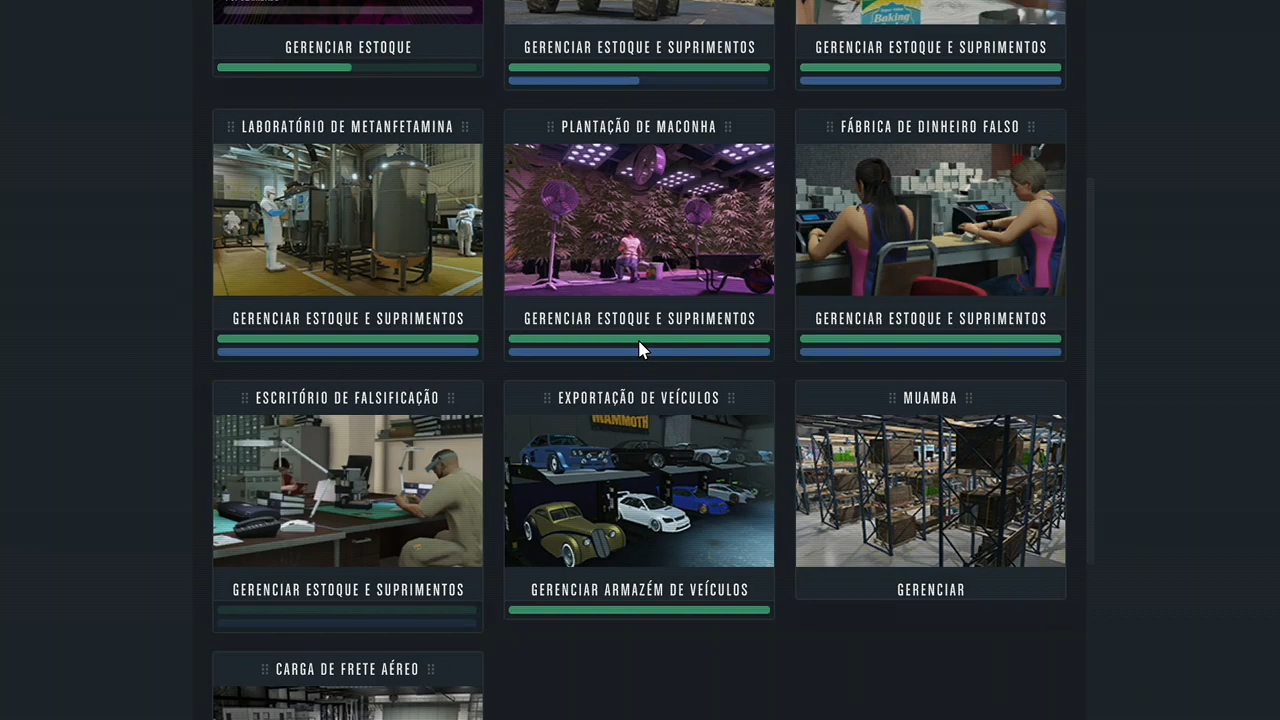 GERENCIAR ESTOQUE
GERENCIAR ESTOQUE E SUPRIMENTOS
Baking
GERENCIAR ESTOQUE E SUPRIMENTOS
LABORATÓRIO DE METANFETAMINA
GERENCIAR ESTOQUE E SUPRIMENTOS
PLANTAÇÃO DE MACONHA
GERENCIAR ESTOQUE E SUPRIMENTOS
FÁBRICA DE DINHEIRO FALSO
GERENCIAR ESTOQUE E SUPRIMENTOS
ESCRITÓRIO DE FALSIFICAÇÃO
GERENCIAR ESTOQUE E SUPRIMENTOS
EXPORTAÇÃO DE VEÍCULOS
MAMMOTH
GERENCIAR ARMAZÉM DE VEÍCULOS
MUAMBA
GERENCIAR
CARGA DE FRETE AÉREO